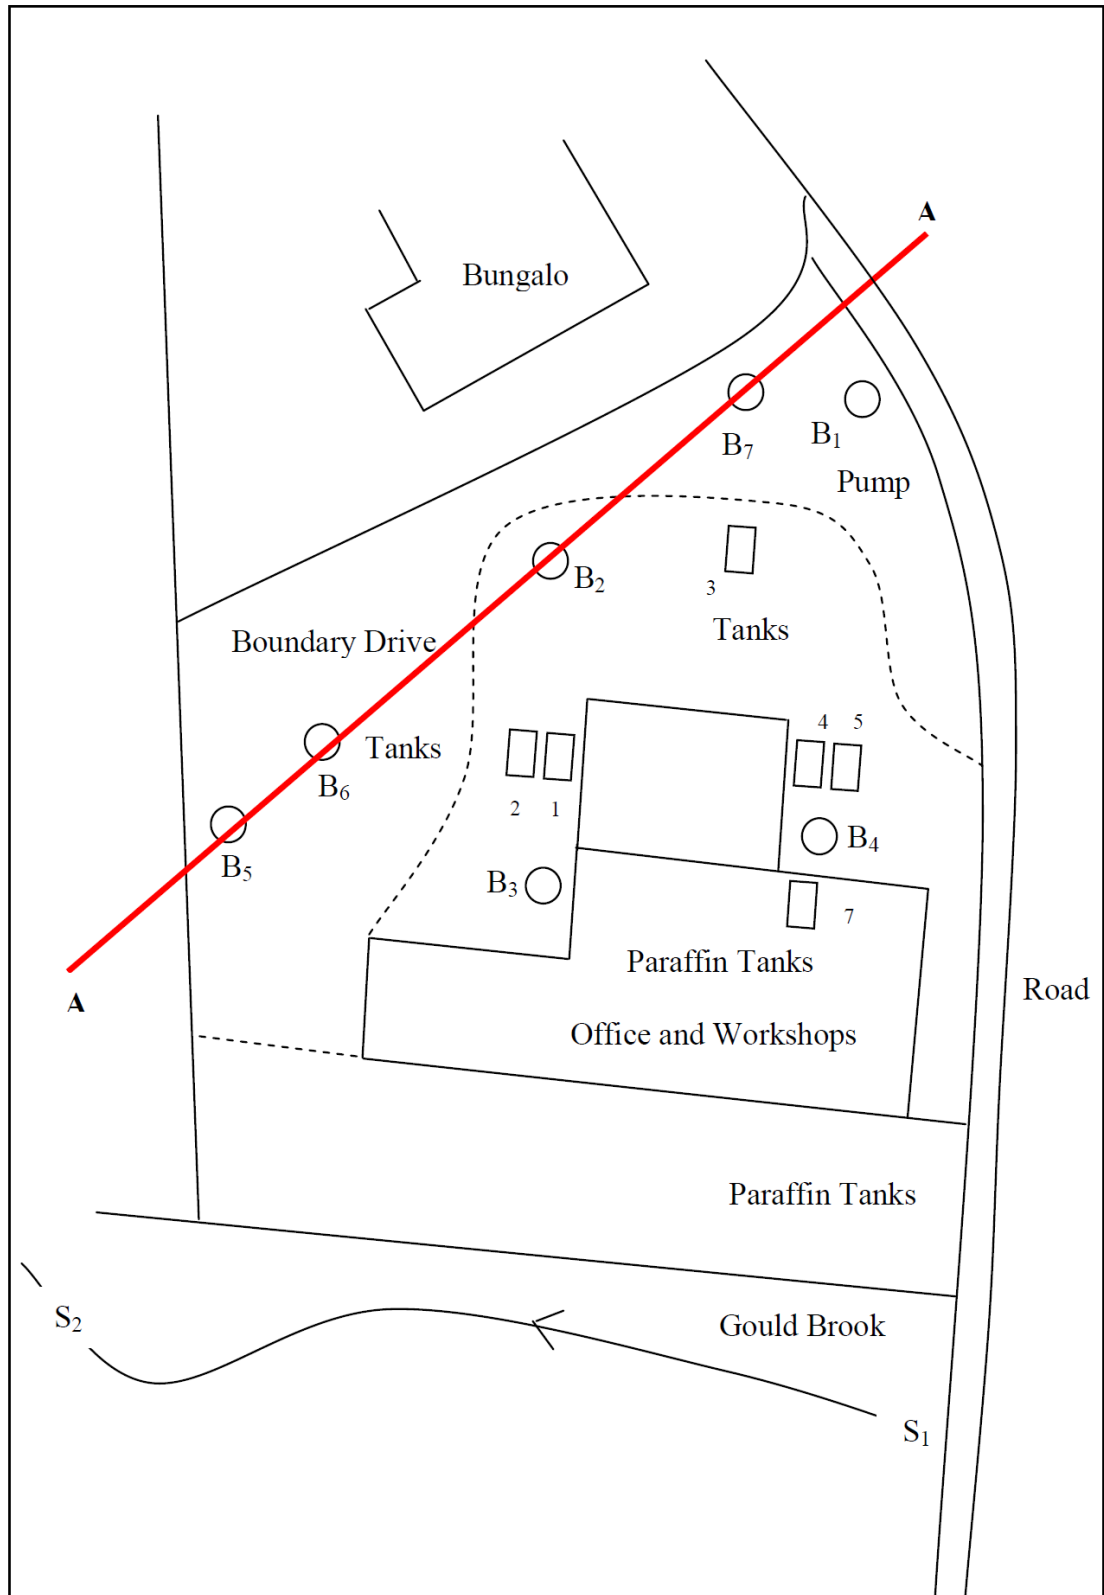 A
Bungalo
B7
B1
Pump
B2
3
Tanks
Boundary Drive
4
5
Tanks
B6
2
1
B4
B5
B3
7
Paraffin Tanks
A
Road
Office and Workshops
Paraffin Tanks
S2
Gould Brook
S1